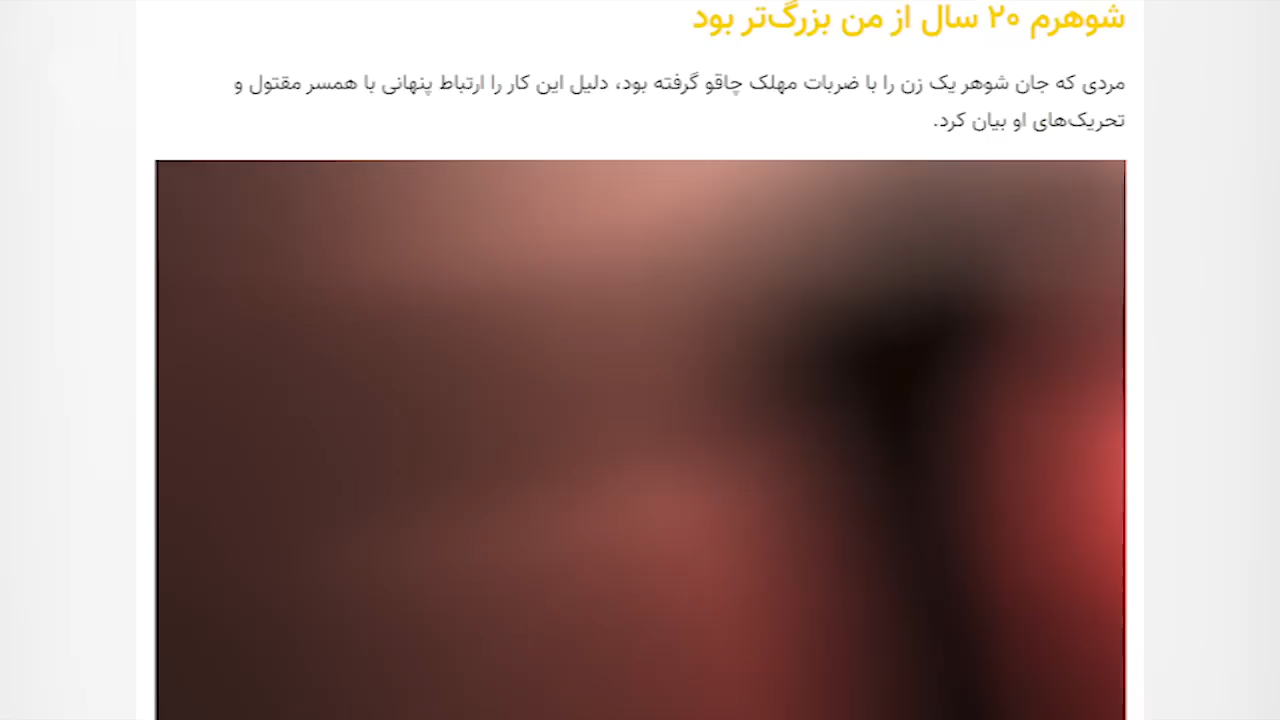 شوهرم ۲۰ سال از من بزرگ‌تر بود
مردی که جان شوهر یک زن را با ضربات مهلک چاقو گرفته بود، دلیل این کار را ارتباط پنهانی با همسر مقتول و
تحریک‌های او بیان کرد.